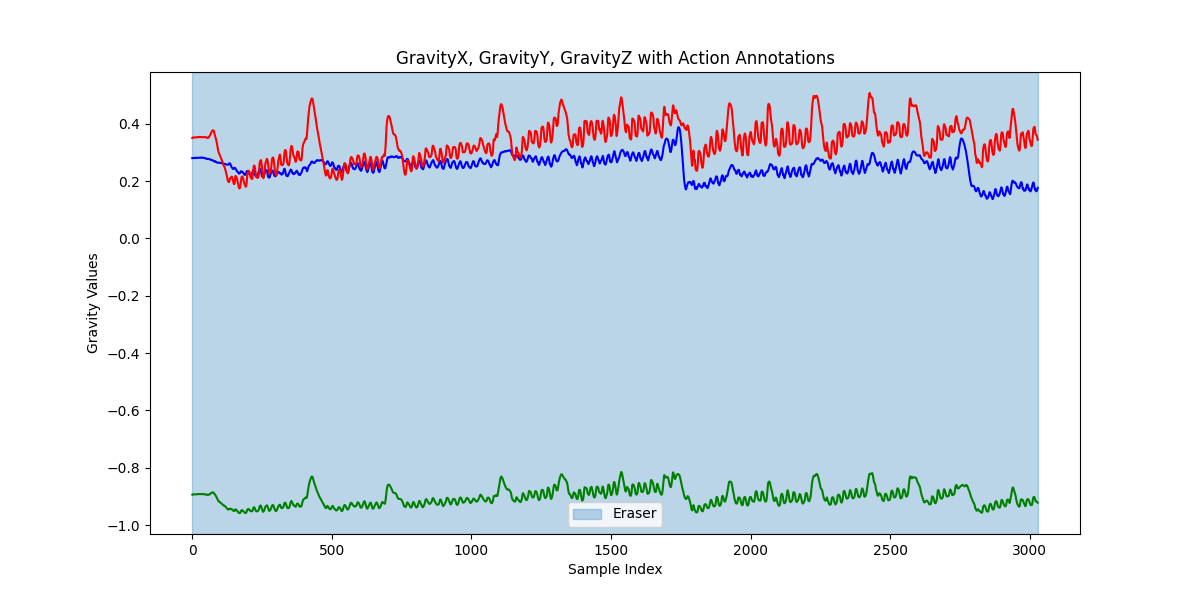 GravityX, GravityY, GravityZ with Action Annotations
Gravity Values
0.4
0.2
0.0
−0.2
−0.4
−0.6
−0.8
−1.0
Eraser
0 500 1000 1500 2000 2500 3000
Sample Index